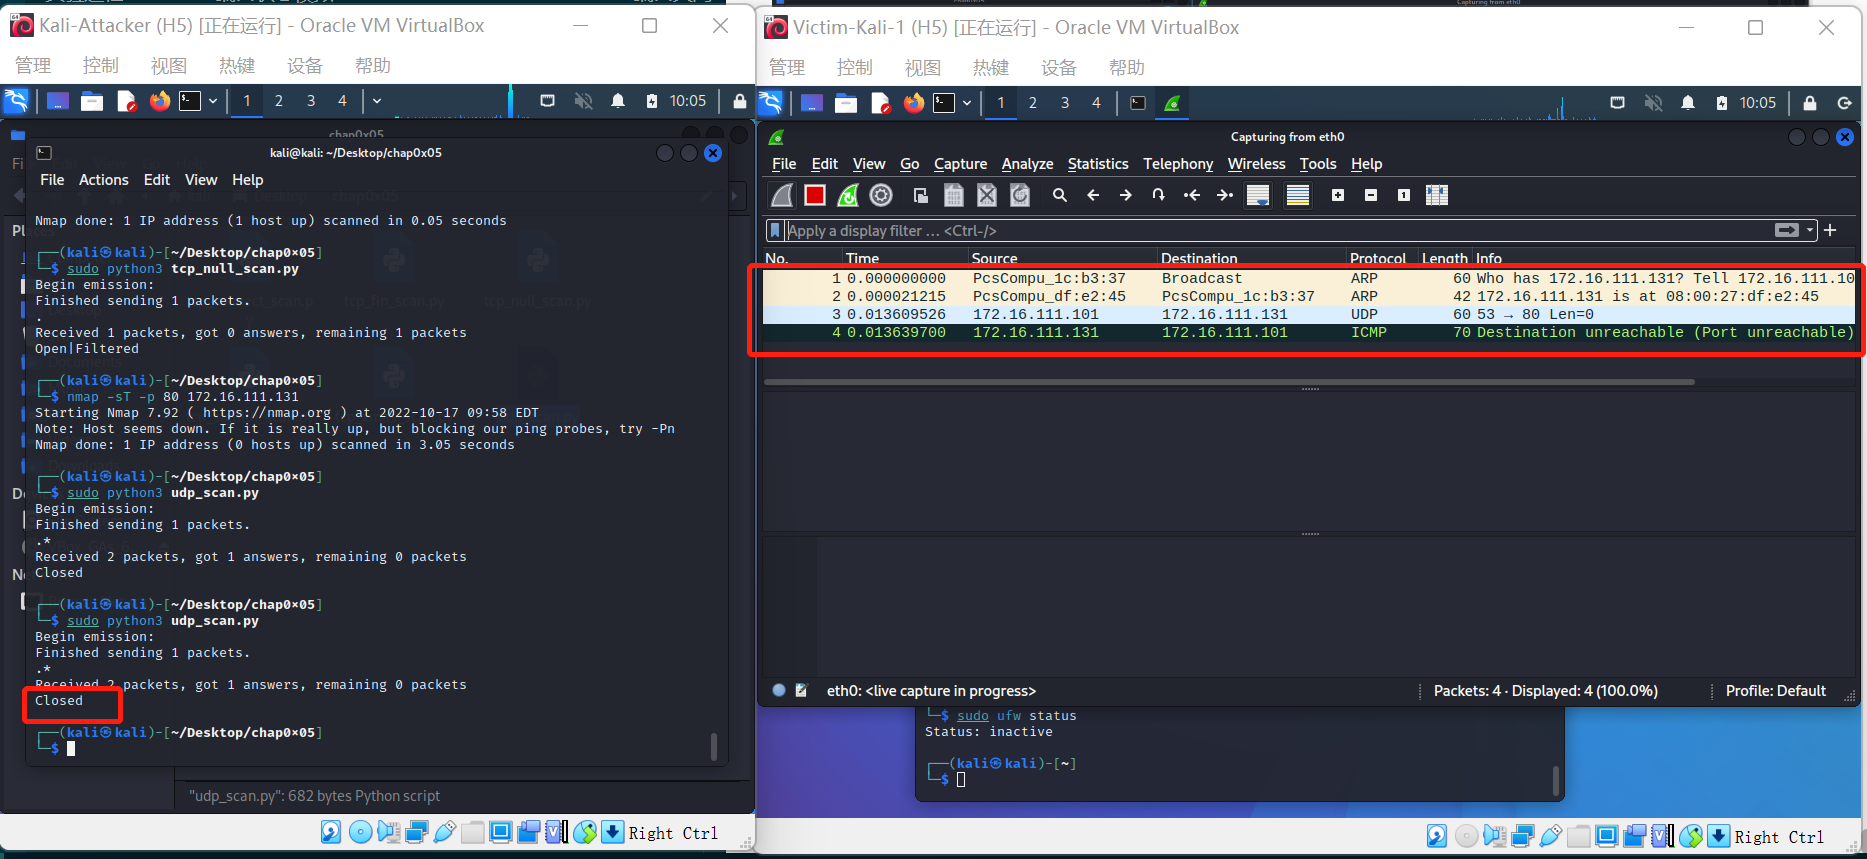 Kali-Attacker (H5) [正在运行] - Oracle VM VirtualBox
管理 控制 视图 热键 设备 帮助
1 2 3 4 10:05
chap0x05
kali@kali: ~/Desktop/chap0x05
File Actions Edit View Help
Nmap done: 1 IP address (1 host up) scanned in 0.05 seconds
┌──(kali㉿kali)-[~/Desktop/chap0×05]
└─$ sudo python3 tcp_null_scan.py
Begin emission:
Finished sending 1 packets.
.
Received 1 packets, got 0 answers, remaining 1 packets
Open|Filtered
┌──(kali㉿kali)-[~/Desktop/chap0×05]
└─$ nmap -sT -p 80 172.16.111.131
Starting Nmap 7.92 ( https://nmap.org ) at 2022-10-17 09:58 EDT
Note: Host seems down. If it is really up, but blocking our ping probes, try -Pn
Nmap done: 1 IP address (0 hosts up) scanned in 3.05 seconds
┌──(kali㉿kali)-[~/Desktop/chap0×05]
└─$ sudo python3 udp_scan.py
Begin emission:
Finished sending 1 packets.
.*
Received 2 packets, got 1 answers, remaining 0 packets
Closed
┌──(kali㉿kali)-[~/Desktop/chap0×05]
└─$ sudo python3 udp_scan.py
Begin emission:
Finished sending 1 packets.
.*
Received 2 packets, got 1 answers, remaining 0 packets
Closed
┌──(kali㉿kali)-[~/Desktop/chap0×05]
└─$
"udp_scan.py": 682 bytes Python script
Right Ctrl
Capturing from eth0
Victim-Kali-1 (H5) [正在运行] - Oracle VM VirtualBox
管理 控制 视图 热键 设备 帮助
1 2 3 4 10:05
Capturing from eth0
File Edit View Go Capture Analyze Statistics Telephony Wireless Tools Help
Apply a display filter … <Ctrl-/>
No. Time Source Destination Protocol Length Info
1 0.000000000 PcsCompu_1c:b3:37 Broadcast ARP 60 Who has 172.16.111.131? Tell 172.16.111.10
2 0.000021215 PcsCompu_df:e2:45 PcsCompu_1c:b3:37 ARP 42 172.16.111.131 is at 08:00:27:df:e2:45
3 0.013609526 172.16.111.101 172.16.111.131 UDP 60 53 → 80 Len=0
4 0.013639700 172.16.111.131 172.16.111.101 ICMP 70 Destination unreachable (Port unreachable)
eth0: <live capture in progress> Packets: 4 · Displayed: 4 (100.0%) Profile: Default
└─$ sudo ufw status
Status: inactive
┌──(kali㉿kali)-[~]
└─$
Right Ctrl